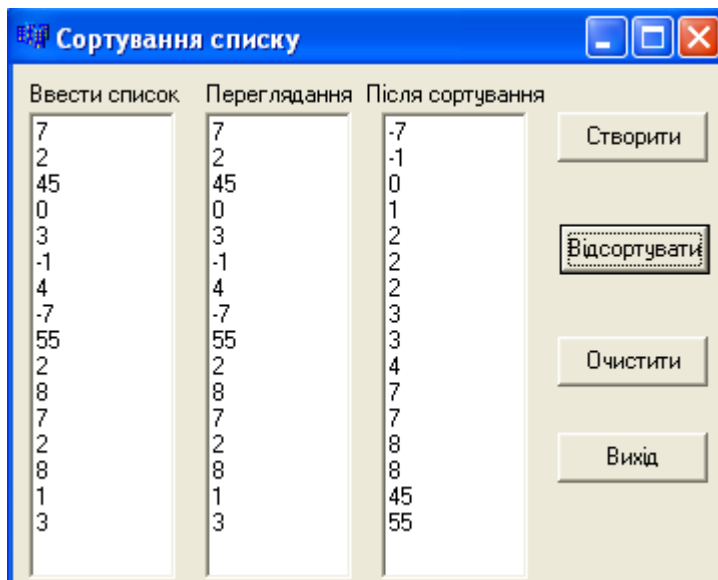 Сортування списку
Ввести список Переглядання Після сортування
7 7 -7
2 2 -1
45 45 0
0 0 1
3 3 2
-1 -1 2
4 4 2
-7 -7 3
55 55 3
2 2 4
8 8 7
7 7 7
2 2 8
8 8 8
1 1 45
3 3 55
Створити
Відсортувати
Очистити
Вихід